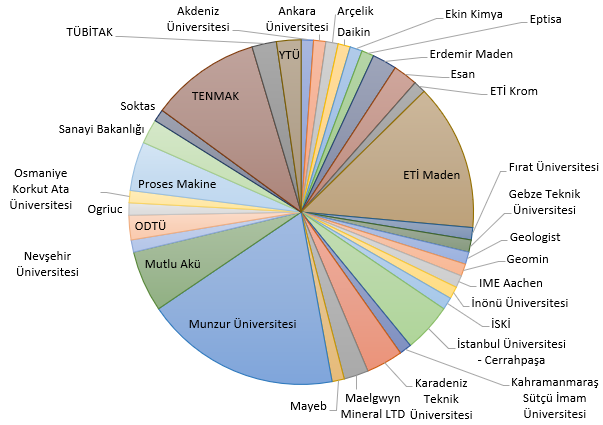 Akdeniz
Üniversitesi
Ankara
Üniversitesi
Arçelik
Daikin
Ekin Kimya
Eptisa
Erdemir Maden
Esan
ETİ Krom
ETİ Maden
Fırat Üniversitesi
Gebze Teknik
Üniversitesi
Geologist
Geomin
IME Aachen
İnönü Üniversitesi
İSKİ
İstanbul Üniversitesi
- Cerrahpaşa
Kahramanmaraş
Sütçü İmam
Üniversitesi
Karadeniz
Teknik
Üniversitesi
Maelgwyn
Mineral LTD
Mayeb
Munzur Üniversitesi
Mutlu Akü
Nevşehir
Üniversitesi
ODTÜ
Ogriuc
Osmaniye
Korkut Ata
Üniversitesi
Proses Makine
Sanayi Bakanlığı
Soktas
TENMAK
TÜBİTAK
YTÜ